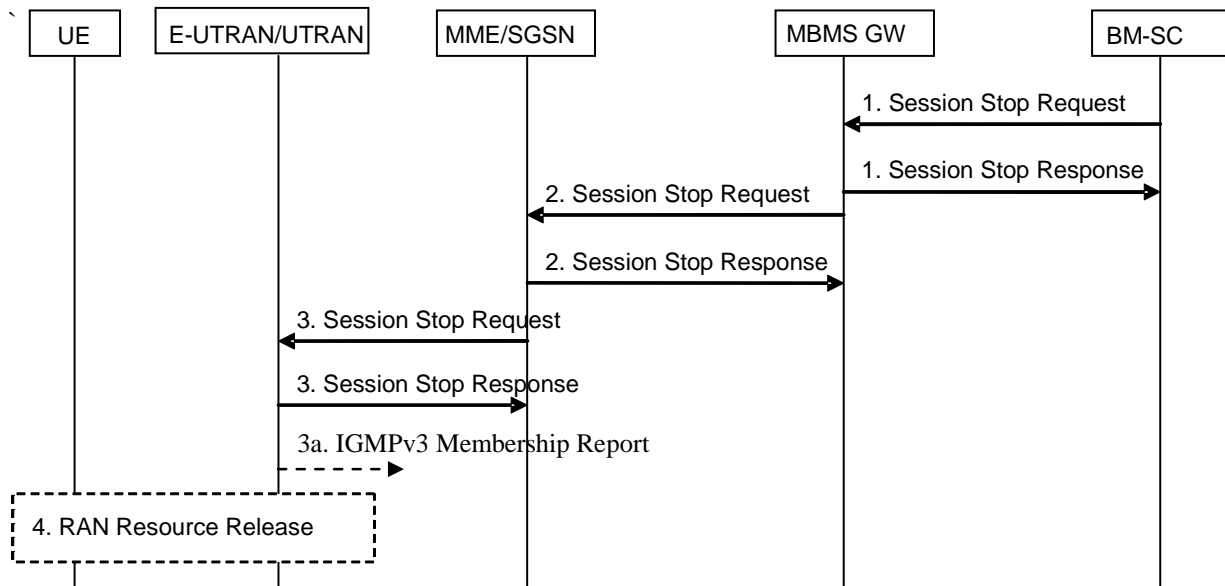 `
UE
E-UTRAN/UTRAN
MME/SGSN
MBMS GW
BM-SC
1. Session Stop Request
1. Session Stop Response
2. Session Stop Request
2. Session Stop Response
3. Session Stop Request
3. Session Stop Response
3a. IGMPv3 Membership Report
4. RAN Resource Release